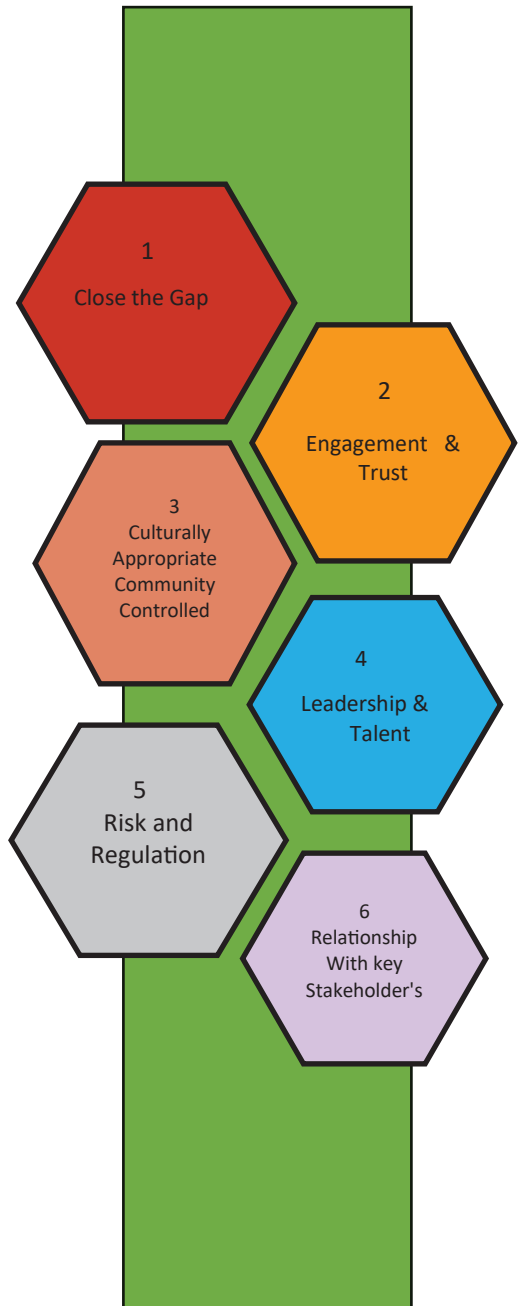 1
Close the Gap
2
Engagement &
Trust
3
Culturally
Appropriate
Community
Controlled
4
Leadership &
Talent
5
Risk and
Regulation
6
Relationship
With key
Stakeholder's